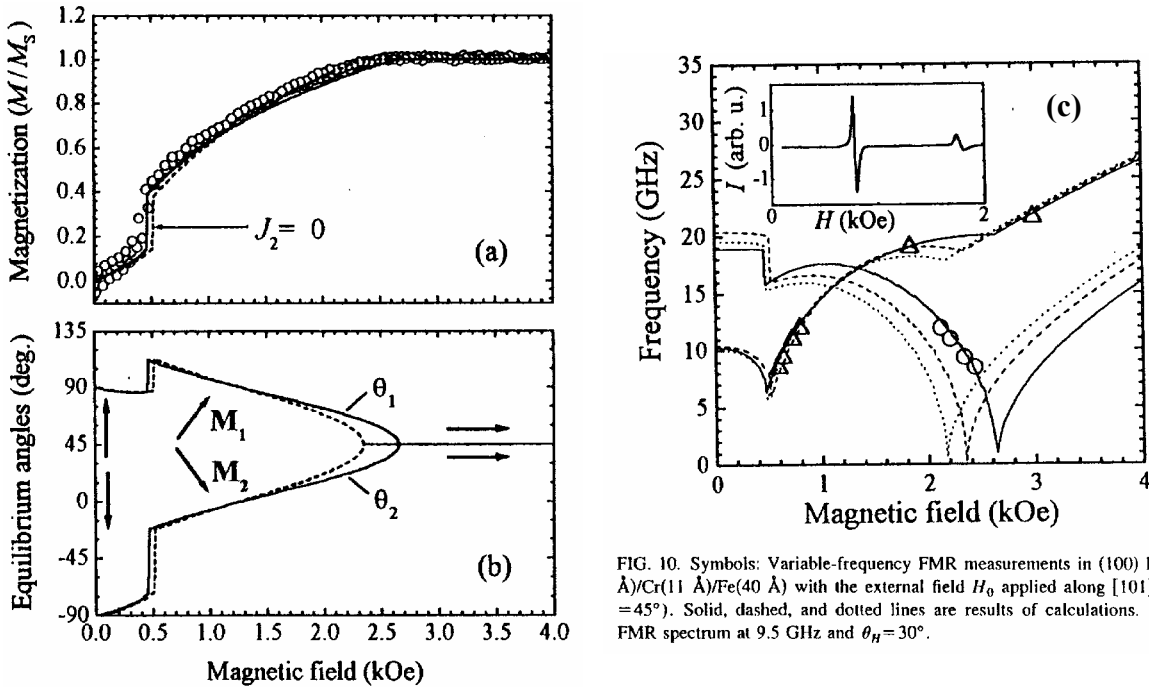 Magnetization (M/Mₛ)
1.2
1.0
0.8
0.6
0.4
0.2
0.0
J₂= 0
(a)
Equilibrium angles (deg.)
135
90
45
0
-45
-90
M₁
M₂
θ₁
θ₂
(b)
0.0 0.5 1.0 1.5 2.0 2.5 3.0 3.5 4.0
Magnetic field (kOe)
Frequency (GHz)
35
30
25
20
15
10
5
0
I (arb. u.)
1
0
-1
0 2
H (kOe)
(c)
0 1 2 3 4
Magnetic field (kOe)
FIG. 10. Symbols: Variable-frequency FMR measurements in (100)
Å)/Cr(11 Å)/Fe(40 Å) with the external field H₀ applied along [101]
=45°). Solid, dashed, and dotted lines are results of calculations.
FMR spectrum at 9.5 GHz and θ_H=30°.